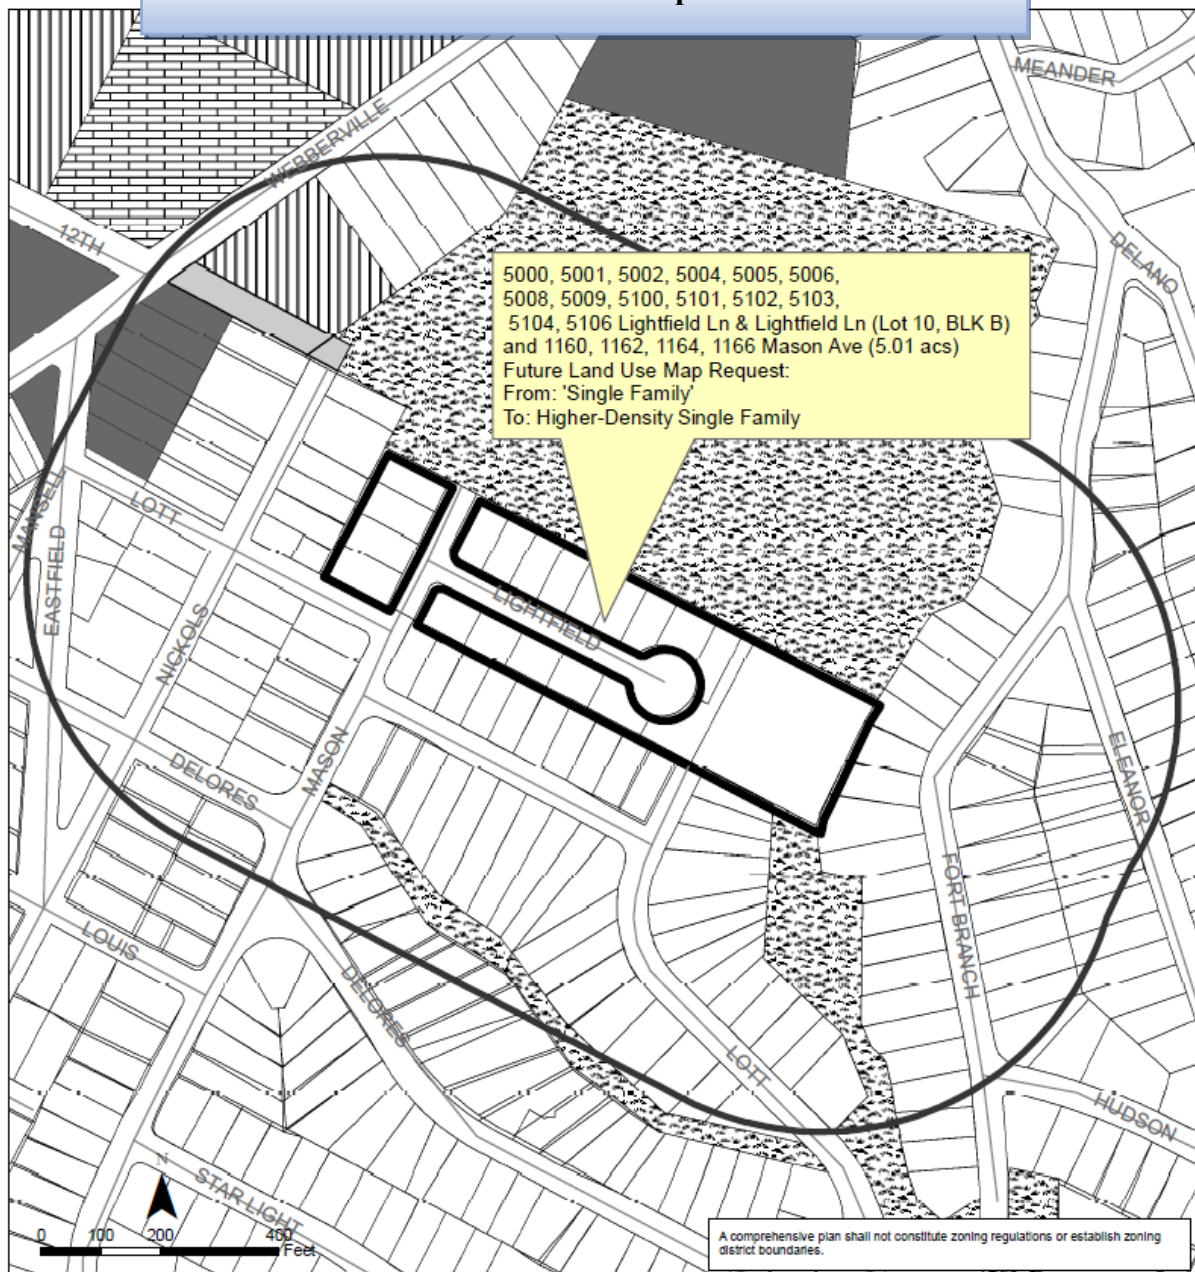 MEANDER
WEBBERVILLE
12TH
DELANO
5000, 5001, 5002, 5004, 5005, 5006,
5008, 5009, 5100, 5101, 5102, 5103,
5104, 5106 Lightfield Ln & Lightfield Ln (Lot 10, BLK B)
and 1160, 1162, 1164, 1166 Mason Ave (5.01 acs)
Future Land Use Map Request:
From: 'Single Family'
To: Higher-Density Single Family
MANSELL
LOTT
EASTFIELD
LIGHTFIELD
NICKOLS
MASON
DELORES
ELEANOR
FORT BRANCH
LOUIS
DELORES
LOTT
HUDSON
STAR LIGHT
N
0 100 200 400
Feet
A comprehensive plan shall not constitute zoning regulations or establish zoning
district boundaries.